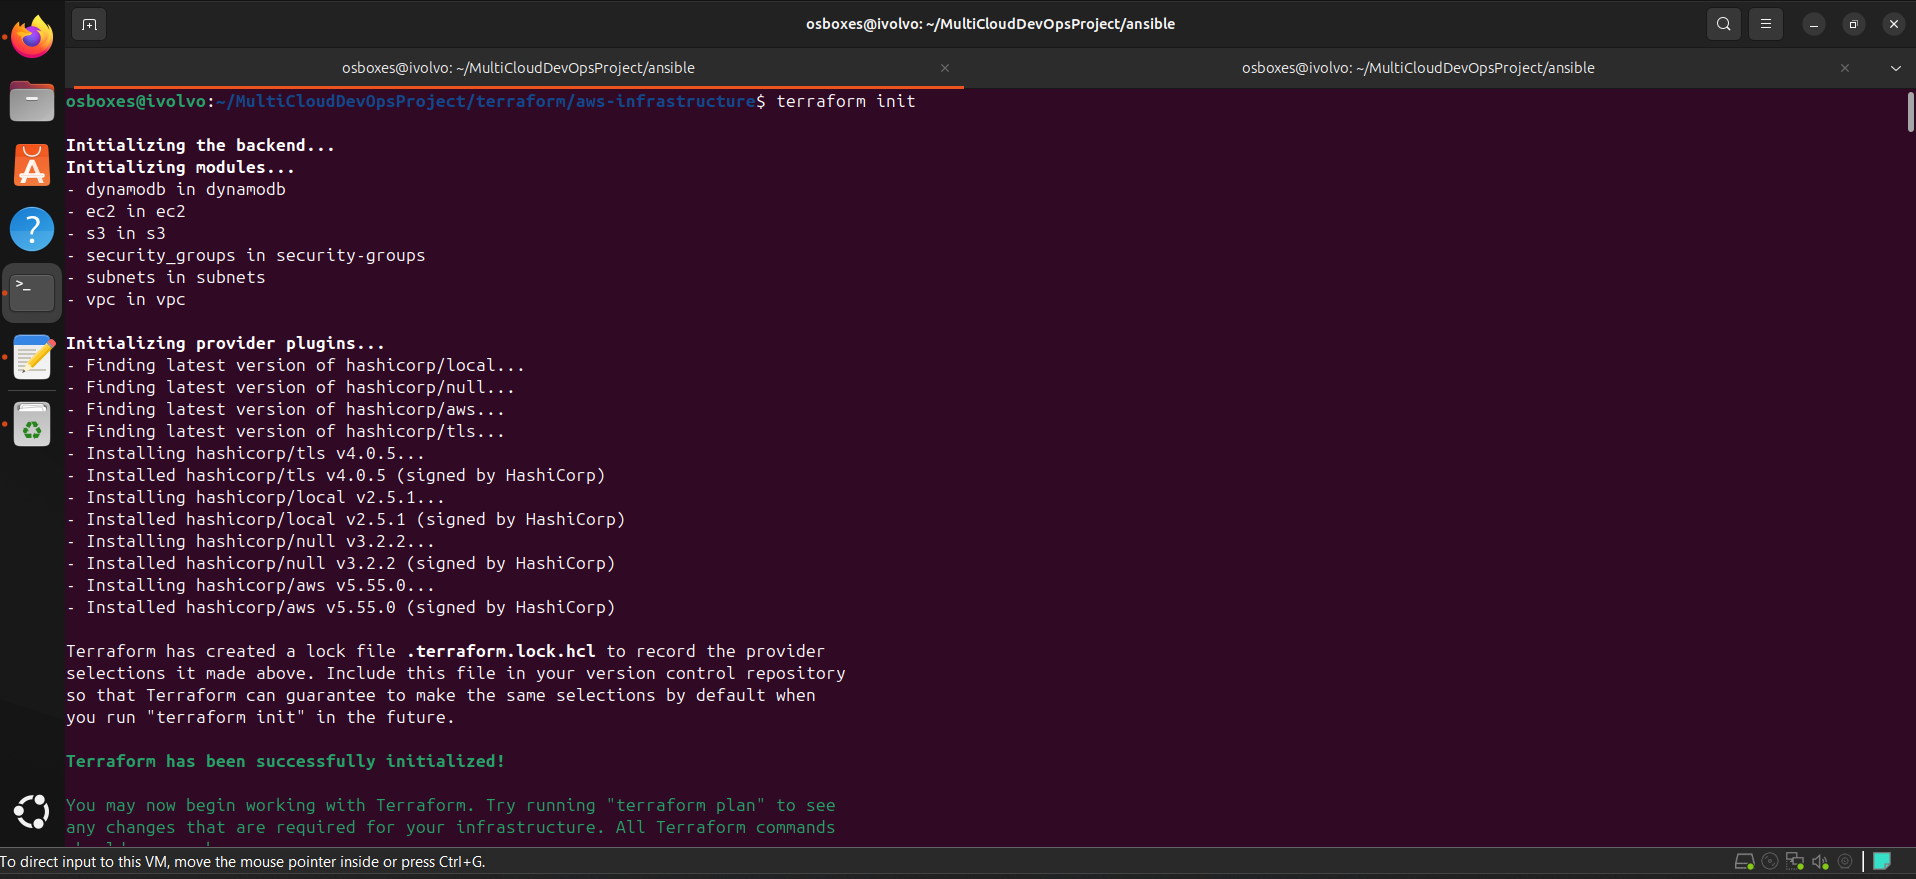 osboxes@ivolvo: ~/MultiCloudDevOpsProject/ansible
osboxes@ivolvo: ~/MultiCloudDevOpsProject/ansible
osboxes@ivolvo: ~/MultiCloudDevOpsProject/ansible
osboxes@ivolvo:~/MultiCloudDevOpsProject/terraform/aws-infrastructure$ terraform init
Initializing the backend...
Initializing modules...
- dynamodb in dynamodb
- ec2 in ec2
- s3 in s3
- security_groups in security-groups
- subnets in subnets
- vpc in vpc
Initializing provider plugins...
- Finding latest version of hashicorp/local...
- Finding latest version of hashicorp/null...
- Finding latest version of hashicorp/aws...
- Finding latest version of hashicorp/tls...
- Installing hashicorp/tls v4.0.5...
- Installed hashicorp/tls v4.0.5 (signed by HashiCorp)
- Installing hashicorp/local v2.5.1...
- Installed hashicorp/local v2.5.1 (signed by HashiCorp)
- Installing hashicorp/null v3.2.2...
- Installed hashicorp/null v3.2.2 (signed by HashiCorp)
- Installing hashicorp/aws v5.55.0...
- Installed hashicorp/aws v5.55.0 (signed by HashiCorp)
Terraform has created a lock file .terraform.lock.hcl to record the provider
selections it made above. Include this file in your version control repository
so that Terraform can guarantee to make the same selections by default when
you run "terraform init" in the future.
Terraform has been successfully initialized!
You may now begin working with Terraform. Try running "terraform plan" to see
any changes that are required for your infrastructure. All Terraform commands
To direct input to this VM, move the mouse pointer inside or press Ctrl+G.